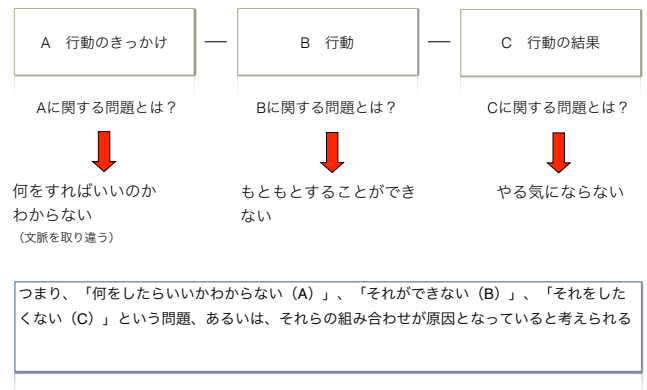 A　行動のきっかけ
B　行動
C　行動の結果
Aに関する問題とは？
Bに関する問題とは？
Cに関する問題とは？
何をすればいいのか
わからない
（文脈を取り違う）
もともとすることができ
ない
やる気にならない
つまり、「何をしたらいいかわからない（A）」、「それができない（B）」、「それをした
くない（C）」という問題、あるいは、それらの組み合わせが原因となっていると考えられる